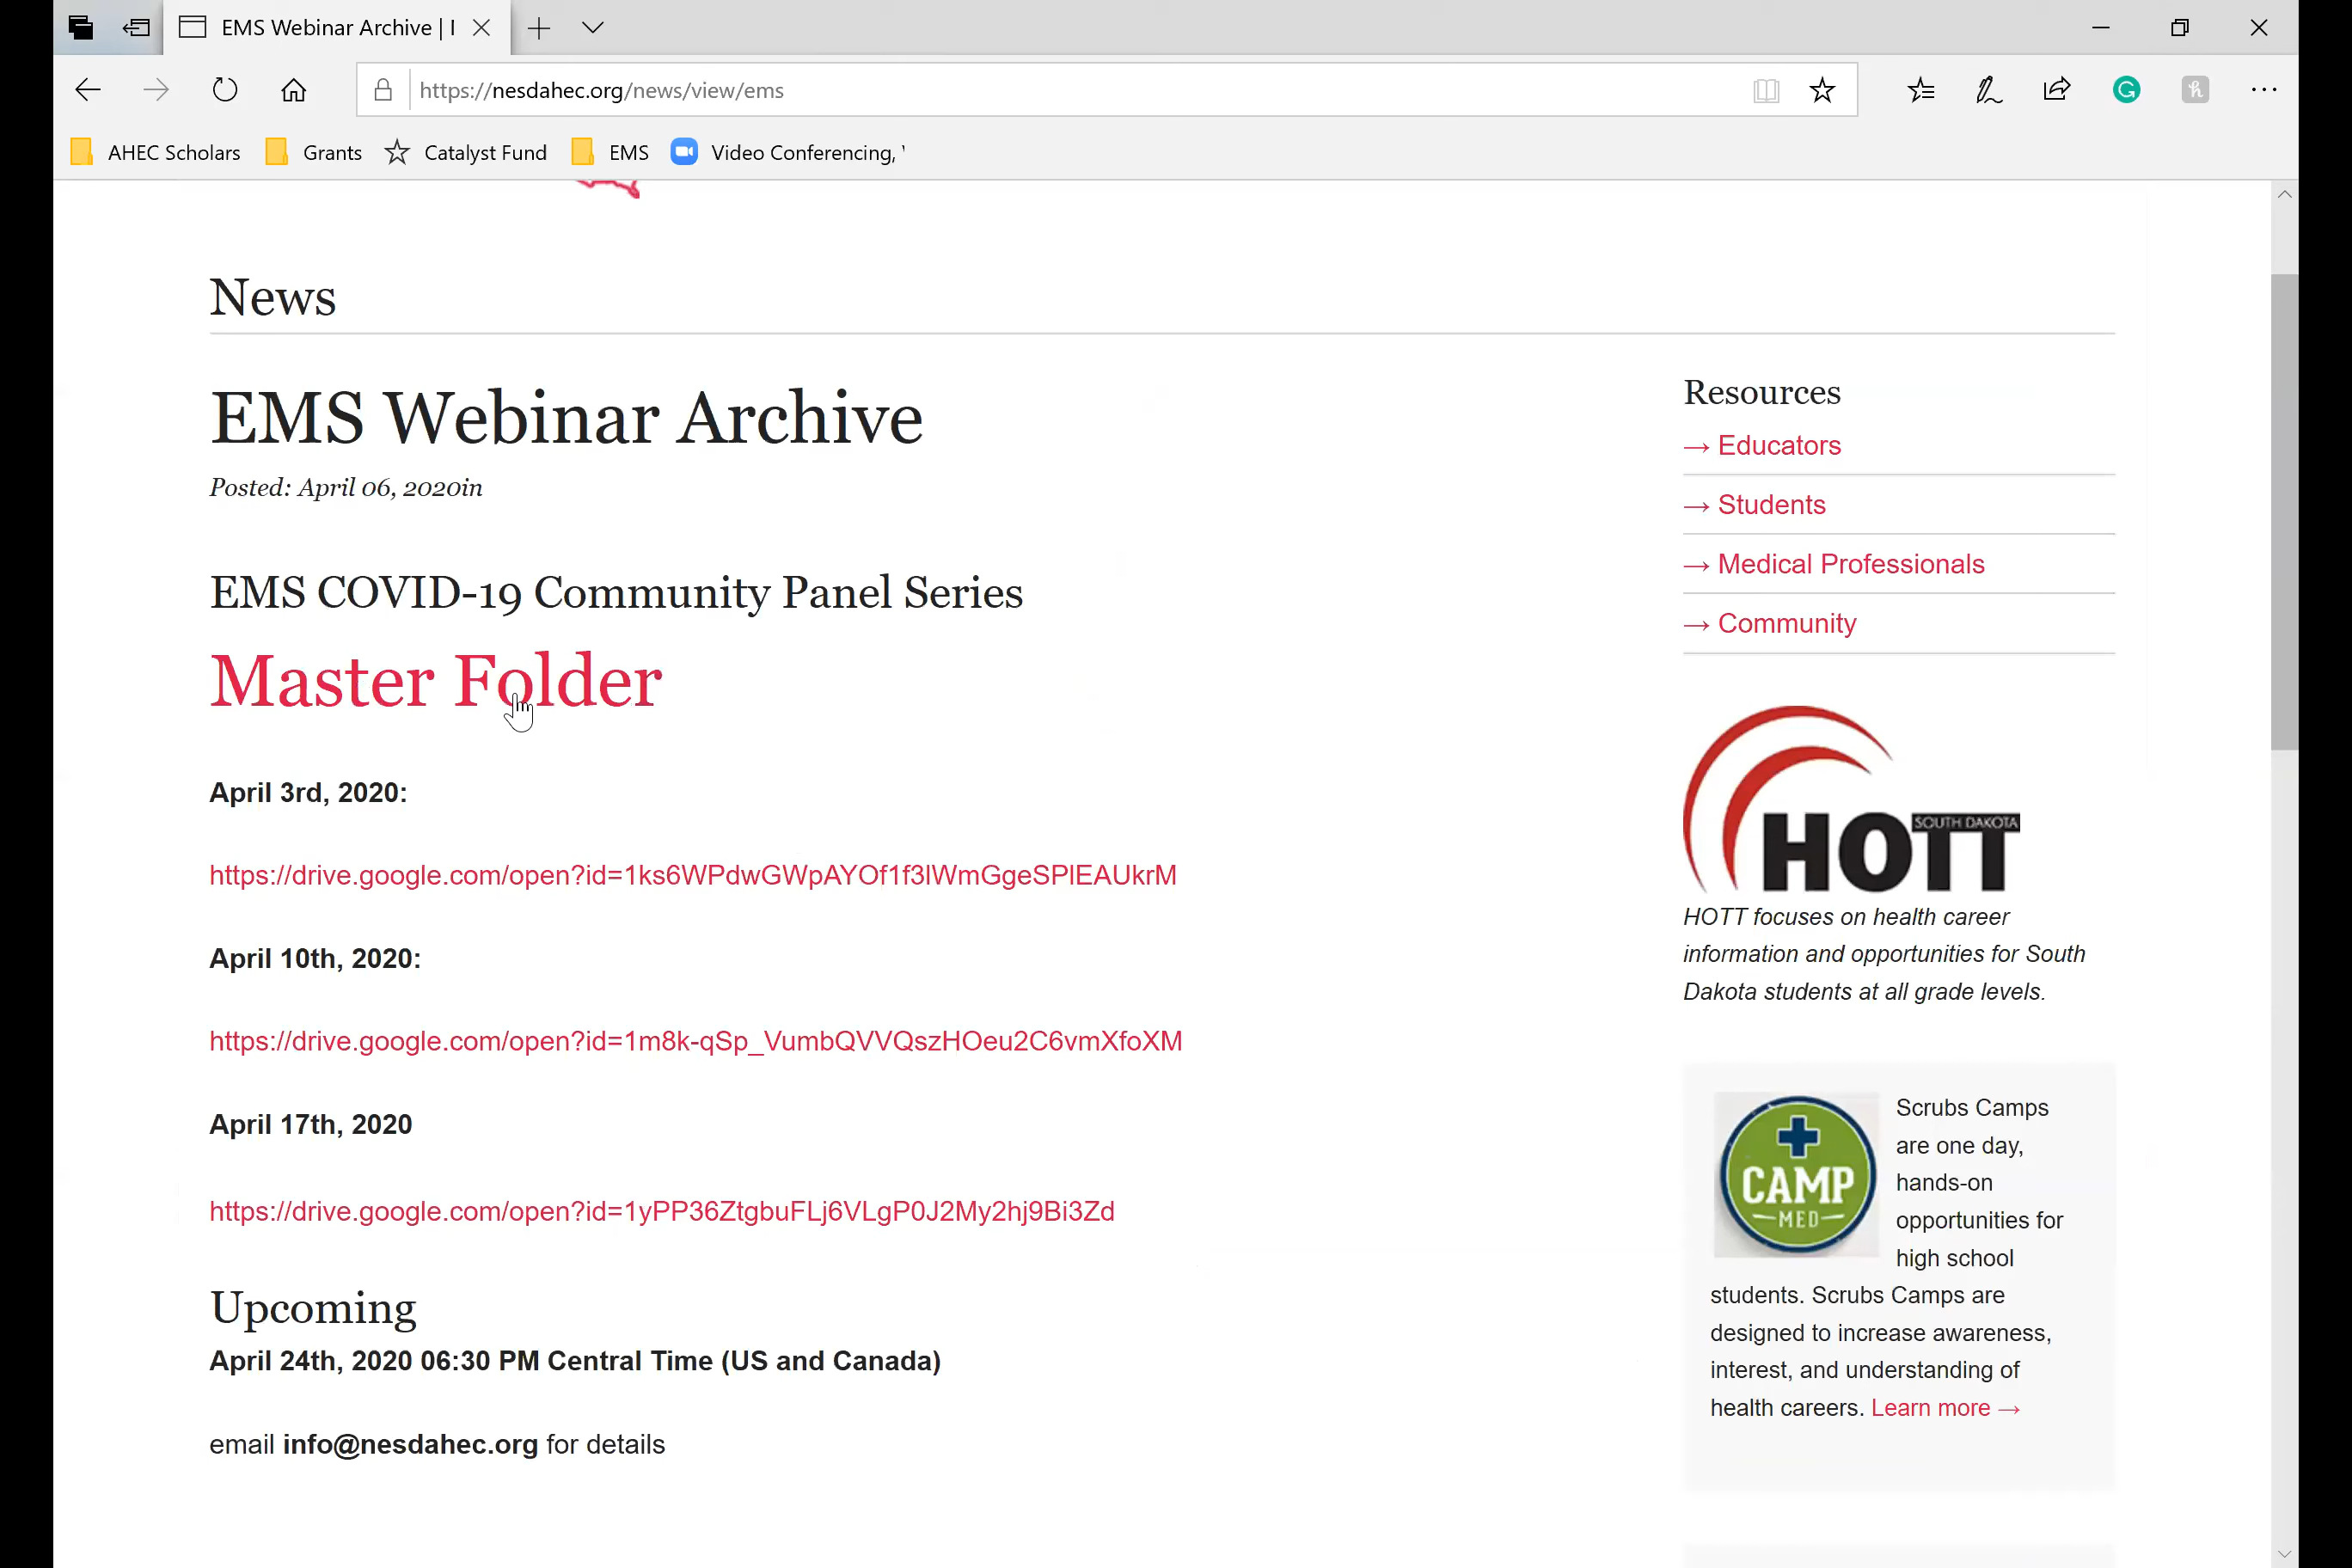 EMS Webinar Archive | I
https://nesdahec.org/news/view/ems
AHEC Scholars
Grants
Catalyst Fund
EMS
Video Conferencing,
News
EMS Webinar Archive
Posted: April 06, 2020in
EMS COVID-19 Community Panel Series
Master Folder
April 3rd, 2020:
https://drive.google.com/open?id=1ks6WPdwGWpAYOf1f3lWmGgeSPlEAUkrM
April 10th, 2020:
https://drive.google.com/open?id=1m8k-qSp_VumbQVVQszHOeu2C6vmXfoXM
April 17th, 2020
https://drive.google.com/open?id=1yPP36ZtgbuFLj6VLgP0J2My2hj9Bi3Zd
Upcoming
April 24th, 2020 06:30 PM Central Time (US and Canada)
email info@nesdahec.org for details
Resources
→ Educators
→ Students
→ Medical Professionals
→ Community
SOUTH DAKOTA
HOTT
HOTT focuses on health career
information and opportunities for South
Dakota students at all grade levels.
CAMP
MED
Scrubs Camps
are one day,
hands-on
opportunities for
high school
students. Scrubs Camps are
designed to increase awareness,
interest, and understanding of
health careers. Learn more →